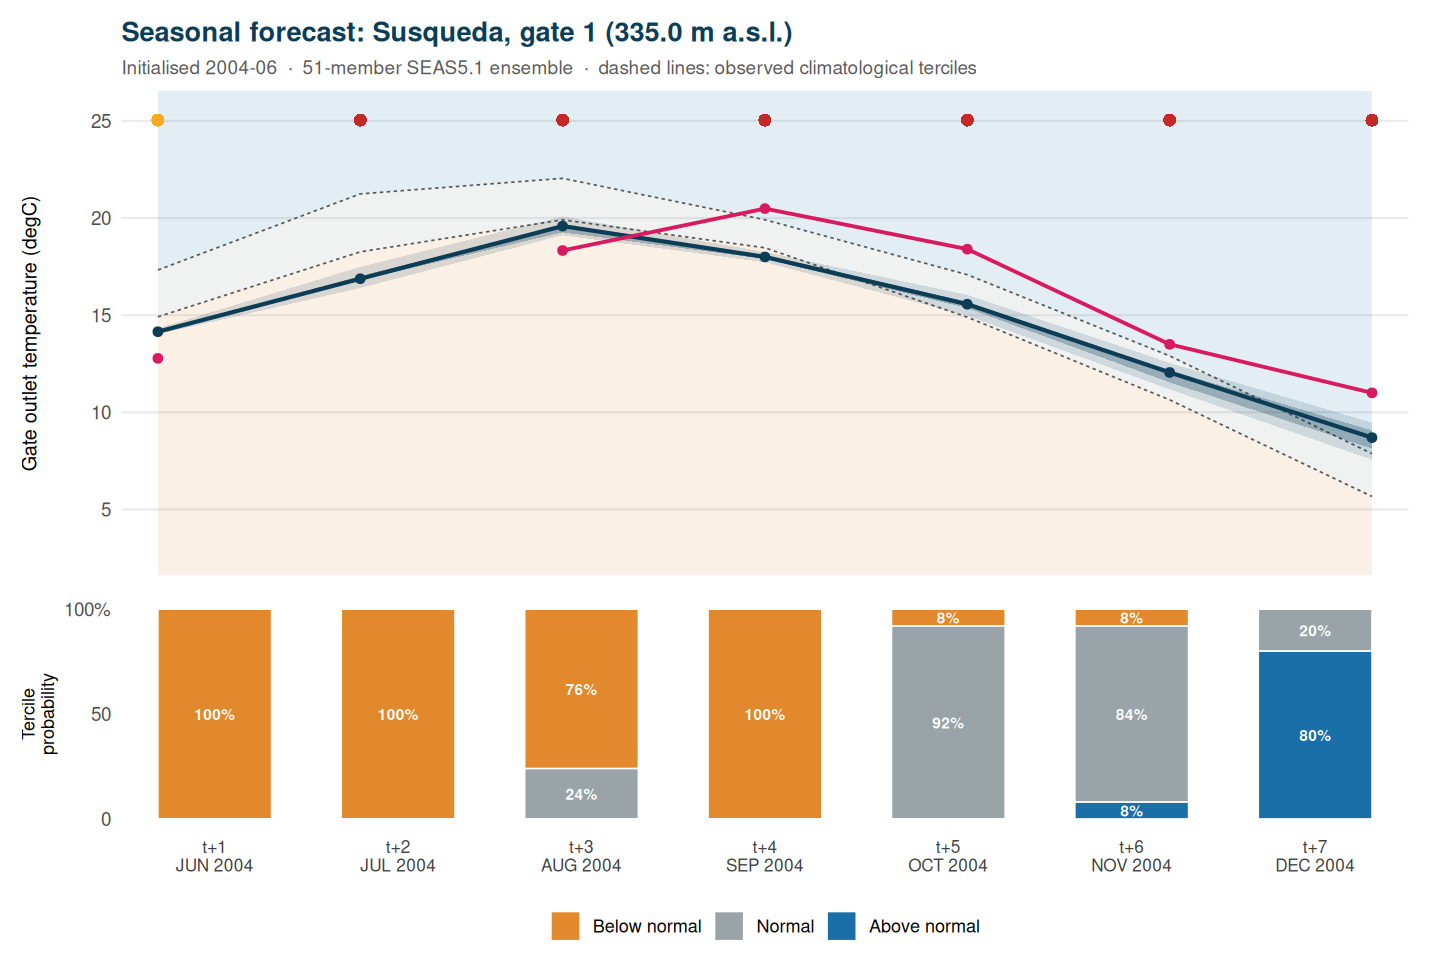 Seasonal forecast: Susqueda, gate 1 (335.0 m a.s.l.)
Initialised 2004-06 · 51-member SEAS5.1 ensemble · dashed lines: observed climatological terciles
Gate outlet temperature (degC)
25
20
15
10
5
Tercile
probability
100%
50
0
100%
100%
76%
24%
100%
8%
92%
8%
84%
8%
20%
80%
t+1
JUN 2004
t+2
JUL 2004
t+3
AUG 2004
t+4
SEP 2004
t+5
OCT 2004
t+6
NOV 2004
t+7
DEC 2004
Below normal
Normal
Above normal